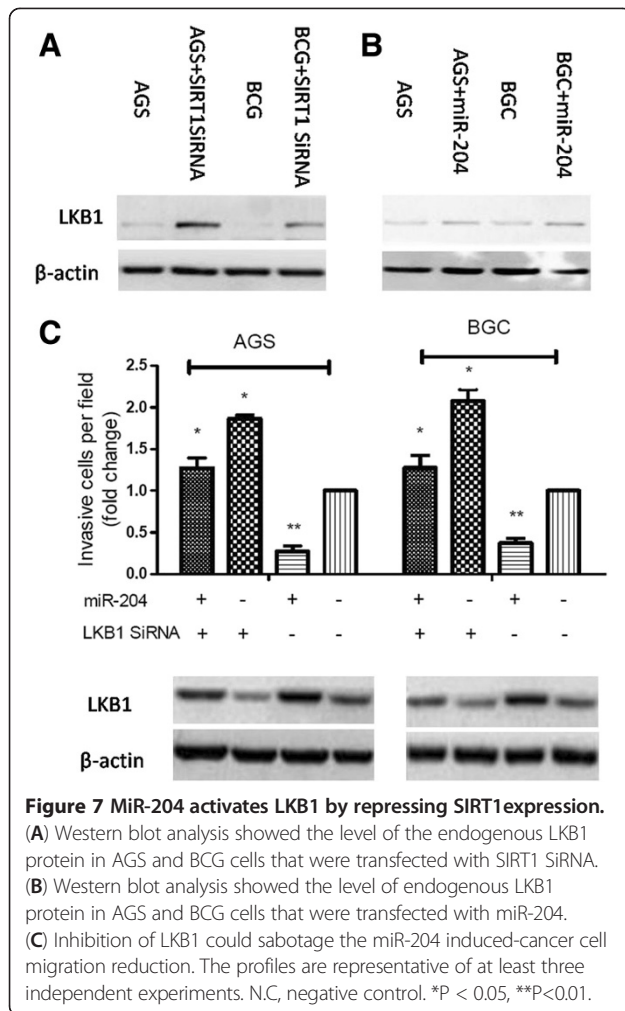 A
B
AGS
AGS+SIRT1SiRNA
BCG
BCG+SIRT1 SiRNA
AGS
AGS+miR-204
BGC
BGC+miR-204
LKB1
β-actin
C
AGS
BGC
Invasive cells per field
(fold change)
2.5
2.0
1.5
1.0
0.5
0.0
* * ** * * **
miR-204 + - + - + - + -
LKB1 SiRNA + + - - + + - -
LKB1
β-actin
Figure 7 MiR-204 activates LKB1 by repressing SIRT1expression.
(A) Western blot analysis showed the level of the endogenous LKB1
protein in AGS and BCG cells that were transfected with SIRT1 SiRNA.
(B) Western blot analysis showed the level of endogenous LKB1
protein in AGS and BCG cells that were transfected with miR-204.
(C) Inhibition of LKB1 could sabotage the miR-204 induced-cancer cell
migration reduction. The profiles are representative of at least three
independent experiments. N.C, negative control. *P < 0.05, **P<0.01.